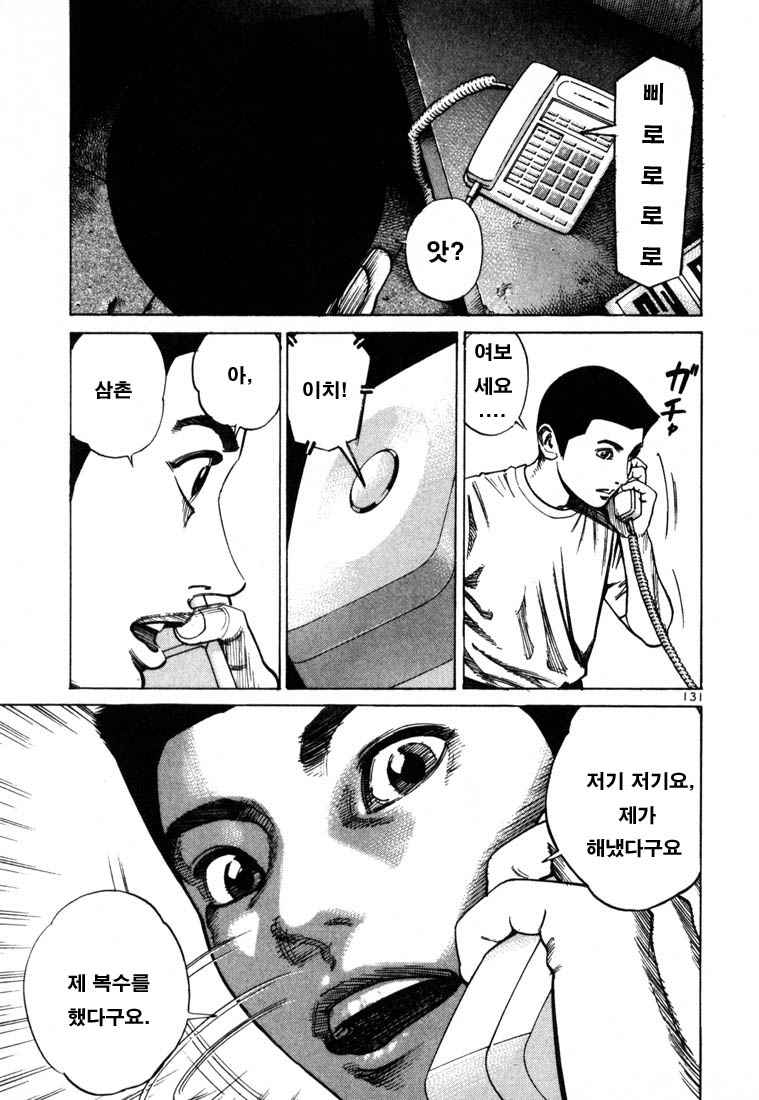 삐로로로로
앗?
여보
세요
....
ガチャ
이치!
아,
삼촌
131
저기 저기요,
제가
해냈다구요
제 복수를
했다구요.